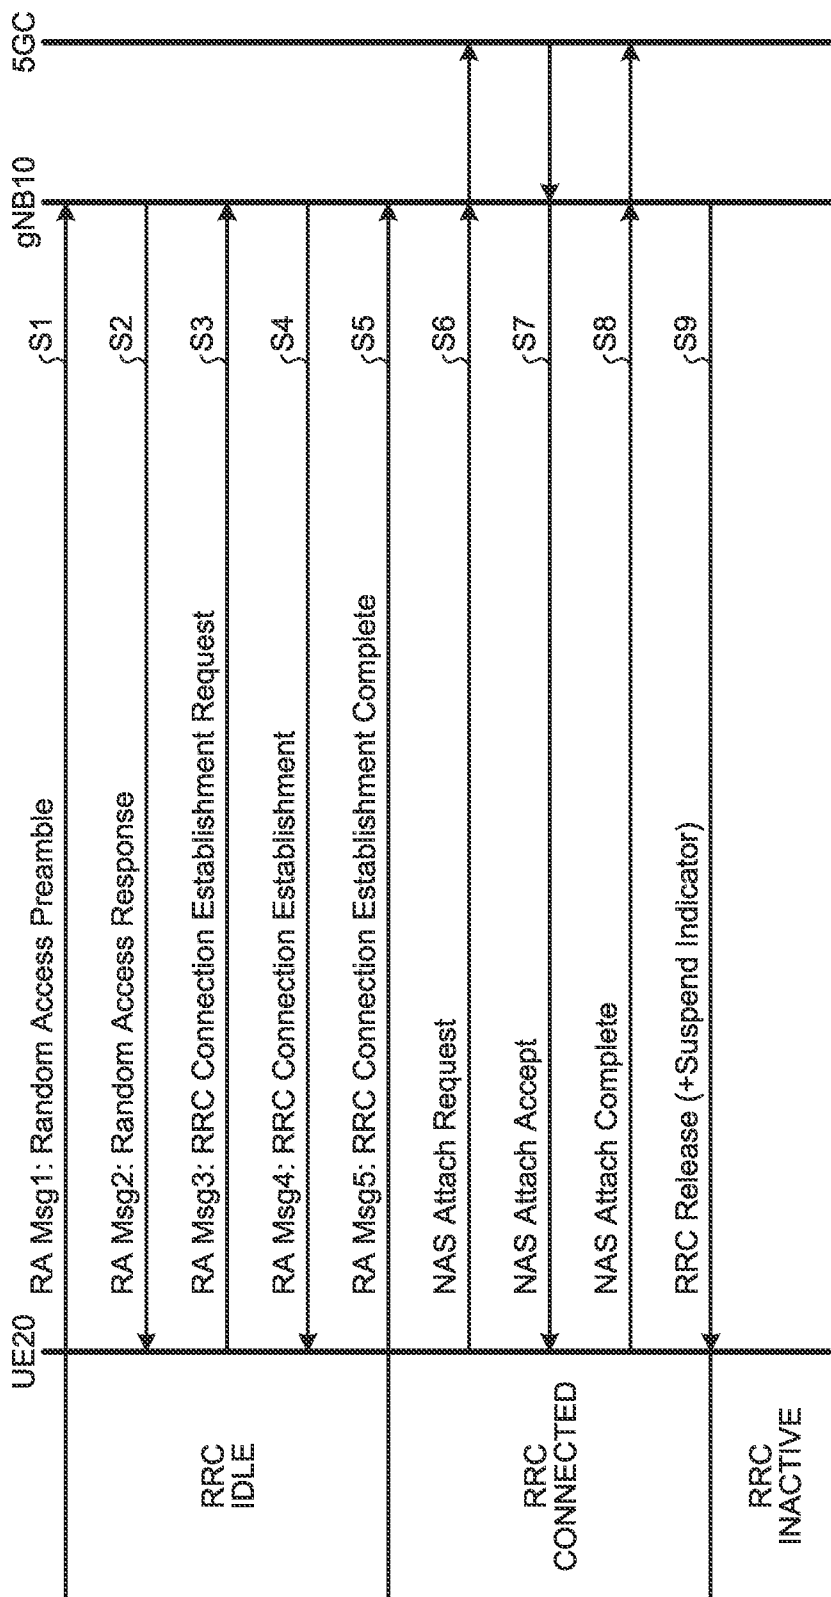 UE20
gNB10
5GC
RA Msg1: Random Access Preamble
S1
RA Msg2: Random Access Response
S2
RA Msg3: RRC Connection Establishment Request
S3
RA Msg4: RRC Connection Establishment
S4
RA Msg5: RRC Connection Establishment Complete
S5
NAS Attach Request
S6
NAS Attach Accept
S7
NAS Attach Complete
S8
RRC Release (+Suspend Indicator)
S9
RRC
IDLE
RRC
CONNECTED
RRC
INACTIVE